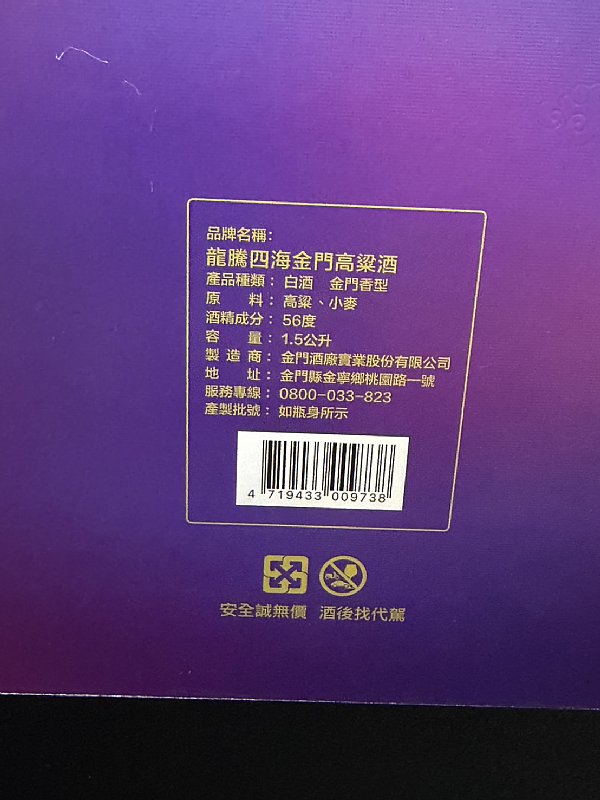 品牌名稱:
龍騰四海金門高粱酒
產品種類: 白酒 金門香型
原 料: 高粱、小麥
酒精成分: 56度
容 量: 1.5公升
製 造 商: 金門酒廠實業股份有限公司
地 址: 金門縣金寧鄉桃園路一號
服務專線: 0800-033-823
產製批號: 如瓶身所示
4 719433 009738
安全誠無價 酒後找代駕